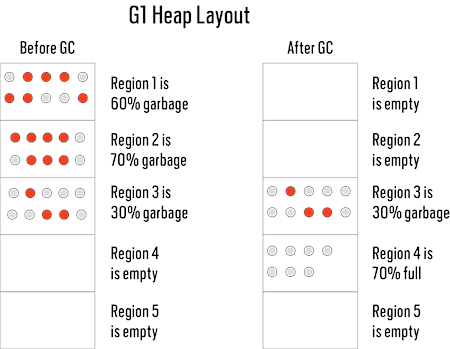 G1 Heap Layout
Before GC
Region 1 is
60% garbage
Region 2 is
70% garbage
Region 3 is
30% garbage
Region 4
is empty
Region 5
is empty
After GC
Region 1
is empty
Region 2
is empty
Region 3 is
30% garbage
Region 4 is
70% full
Region 5
is empty